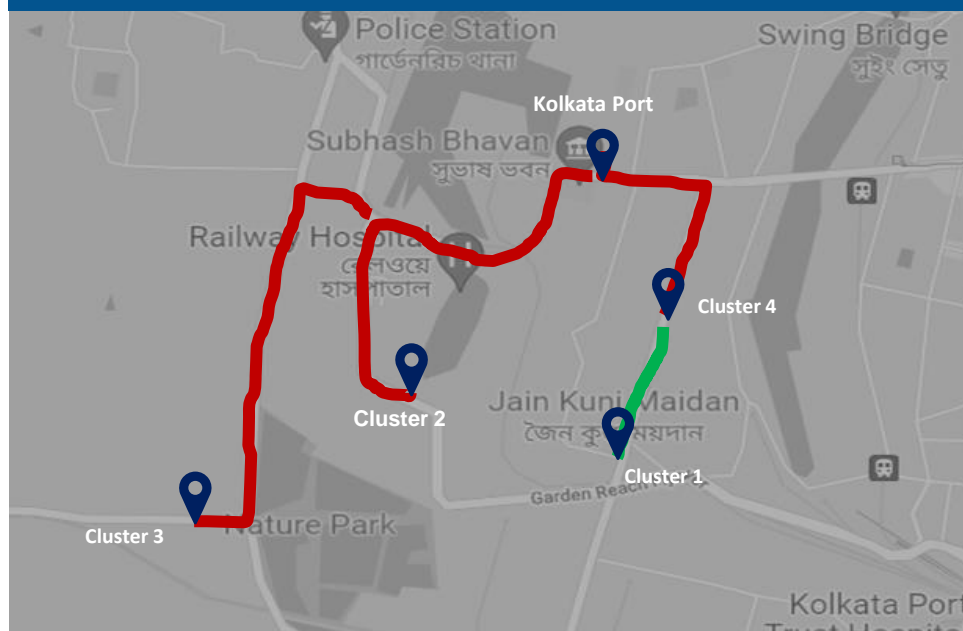 Police Station
গার্ডেনরিচ থানা
Swing Bridge
সুইং সেতু
Kolkata Port
Subhash Bhavan
সুভাষ ভবন
Railway Hospital
রেলওয়ে
হাসপাতাল
Cluster 4
Cluster 2
Jain Kunj Maidan
জৈন কুঞ্জ ময়দান
Cluster 1
Garden Reach
Cluster 3
Nature Park
Kolkata Port
Trust Hospital